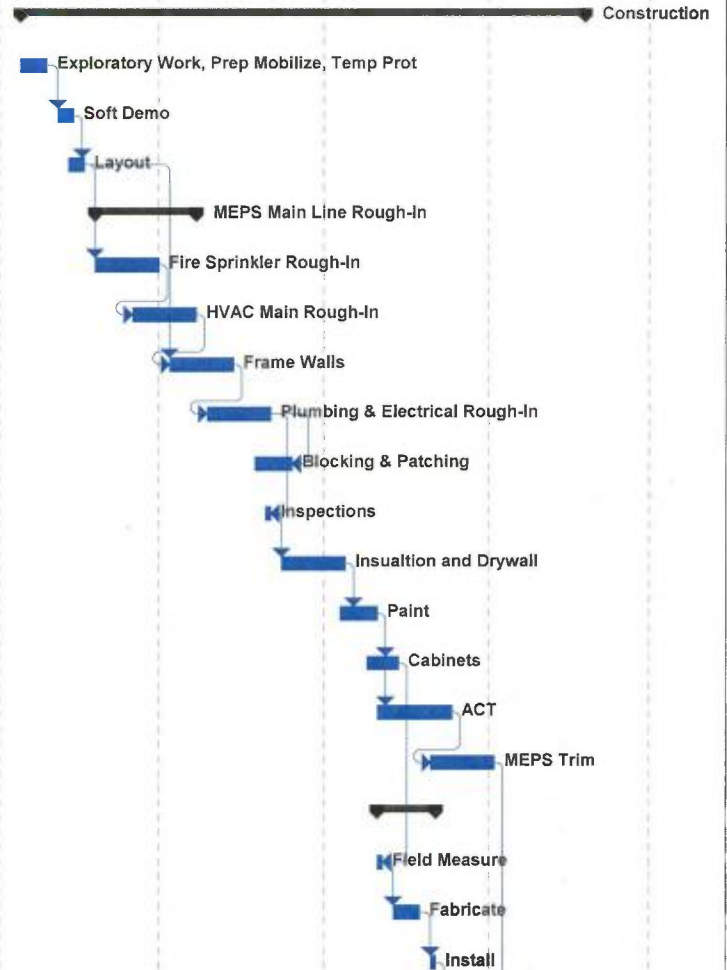 Construction
Exploratory Work, Prep Mobilize, Temp Prot
Soft Demo
Layout
MEPS Main Line Rough-In
Fire Sprinkler Rough-In
HVAC Main Rough-In
Frame Walls
Plumbing & Electrical Rough-In
Blocking & Patching
Inspections
Insualtion and Drywall
Paint
Cabinets
ACT
MEPS Trim
Field Measure
Fabricate
Install